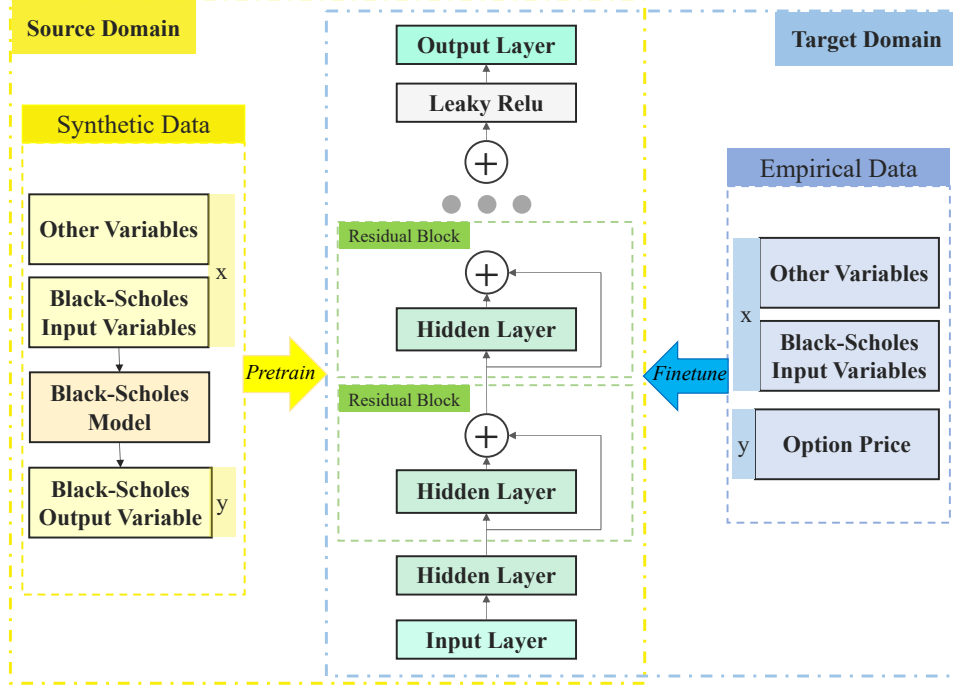 Source Domain
Synthetic Data
Other Variables
x
Black-Scholes
Input Variables
Black-Scholes
Model
Black-Scholes
Output Variable
y
Pretrain
Output Layer
Leaky Relu
+
Residual Block
+
Hidden Layer
Residual Block
+
Hidden Layer
Hidden Layer
Input Layer
Target Domain
Empirical Data
Other Variables
x
Black-Scholes
Input Variables
y
Option Price
Finetune